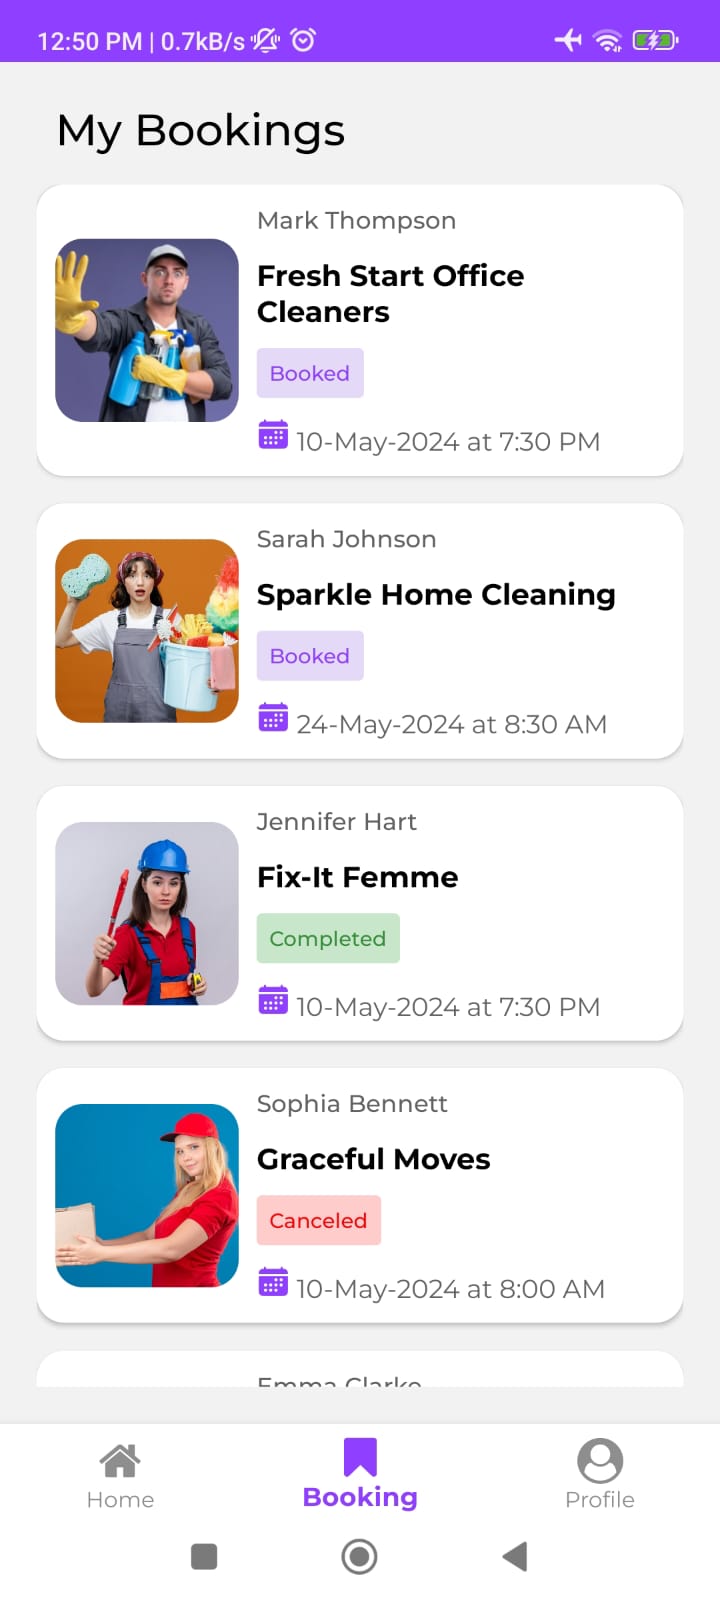 12:50 PM | 0.7kB/s
My Bookings
Mark Thompson
Fresh Start Office
Cleaners
Booked
10-May-2024 at 7:30 PM
Sarah Johnson
Sparkle Home Cleaning
Booked
24-May-2024 at 8:30 AM
Jennifer Hart
Fix-It Femme
Completed
10-May-2024 at 7:30 PM
Sophia Bennett
Graceful Moves
Canceled
10-May-2024 at 8:00 AM
Emma Clarke
Home
Booking
Profile